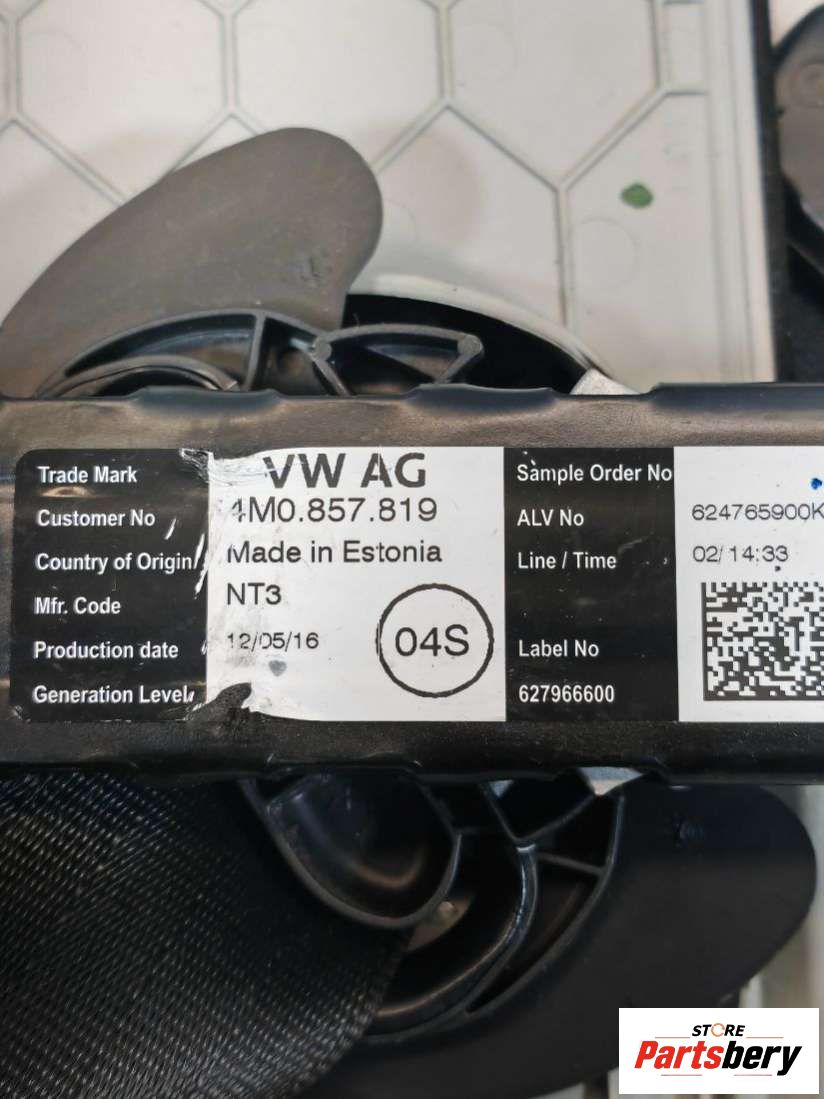 Trade Mark VW AG Sample Order No
Customer No 4M0.857.819 ALV No 624765900K
Country of Origin Made in Estonia Line / Time 02/14:33
Mfr. Code NT3
Production date 12/05/16 04S Label No
Generation Level 627966600
STORE
Partsbery